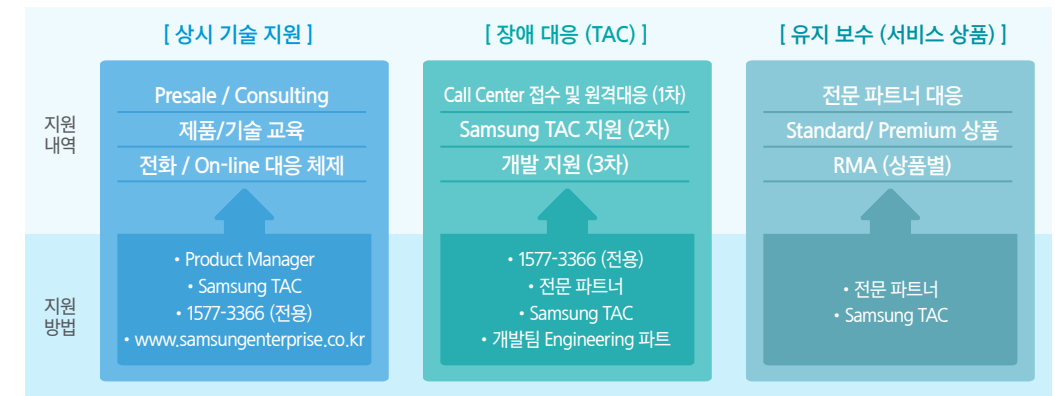 [ 상시 기술 지원 ]
[ 장애 대응 (TAC) ]
[ 유지 보수 (서비스 상품) ]
지원
내역
Presale / Consulting
제품/기술 교육
전화 / On-line 대응 체제
Call Center 접수 및 원격대응 (1차)
Samsung TAC 지원 (2차)
개발 지원 (3차)
전문 파트너 대응
Standard/ Premium 상품
RMA (상품별)
지원
방법
• Product Manager
• Samsung TAC
• 1577-3366 (전용)
• www.samsungenterprise.co.kr
• 1577-3366 (전용)
• 전문 파트너
• Samsung TAC
• 개발팀 Engineering 파트
• 전문 파트너
• Samsung TAC